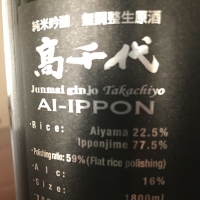 純米吟醸 無調整生原酒
高千代
Junmai ginjo Takachiyo
AI-IPPON
Rice: Aiyama 22.5%
Ipponjime 77.5%
Polishing ratio: 59% (Flat rice polishing)
Alc: 16%
Size: 1800ml